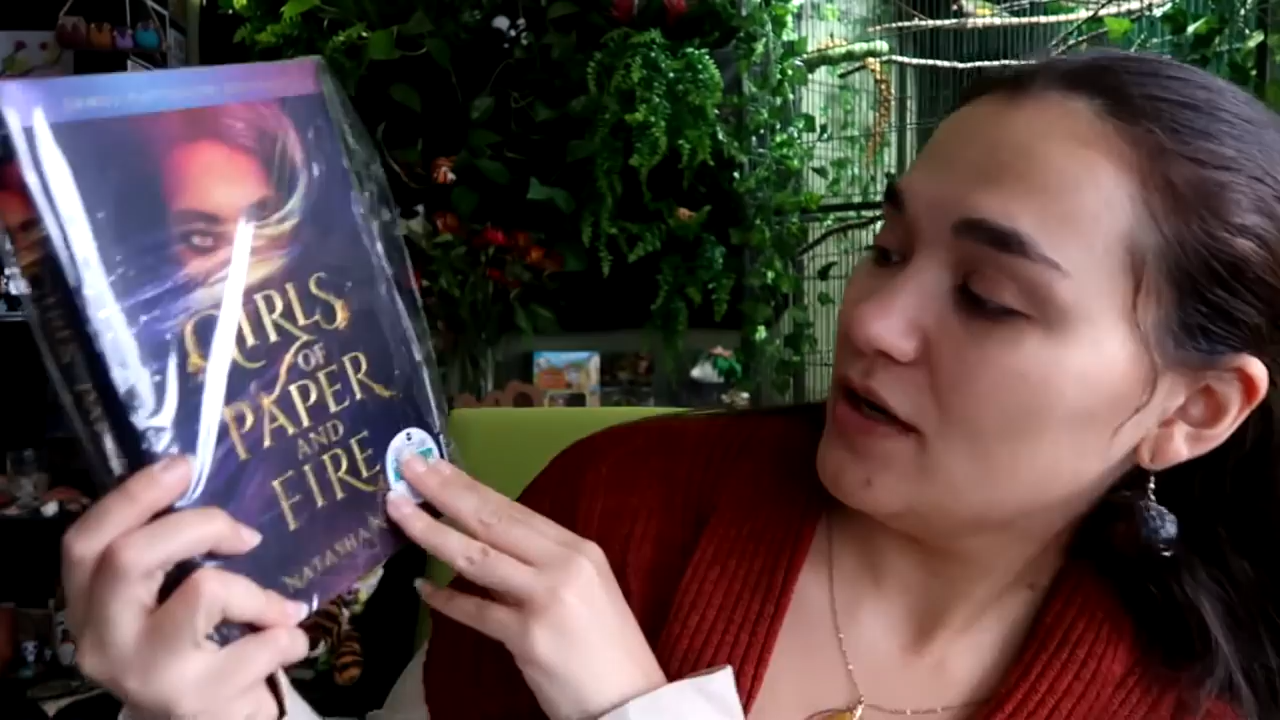 GIRLS
OF
PAPER
AND
FIRE
NATASHA